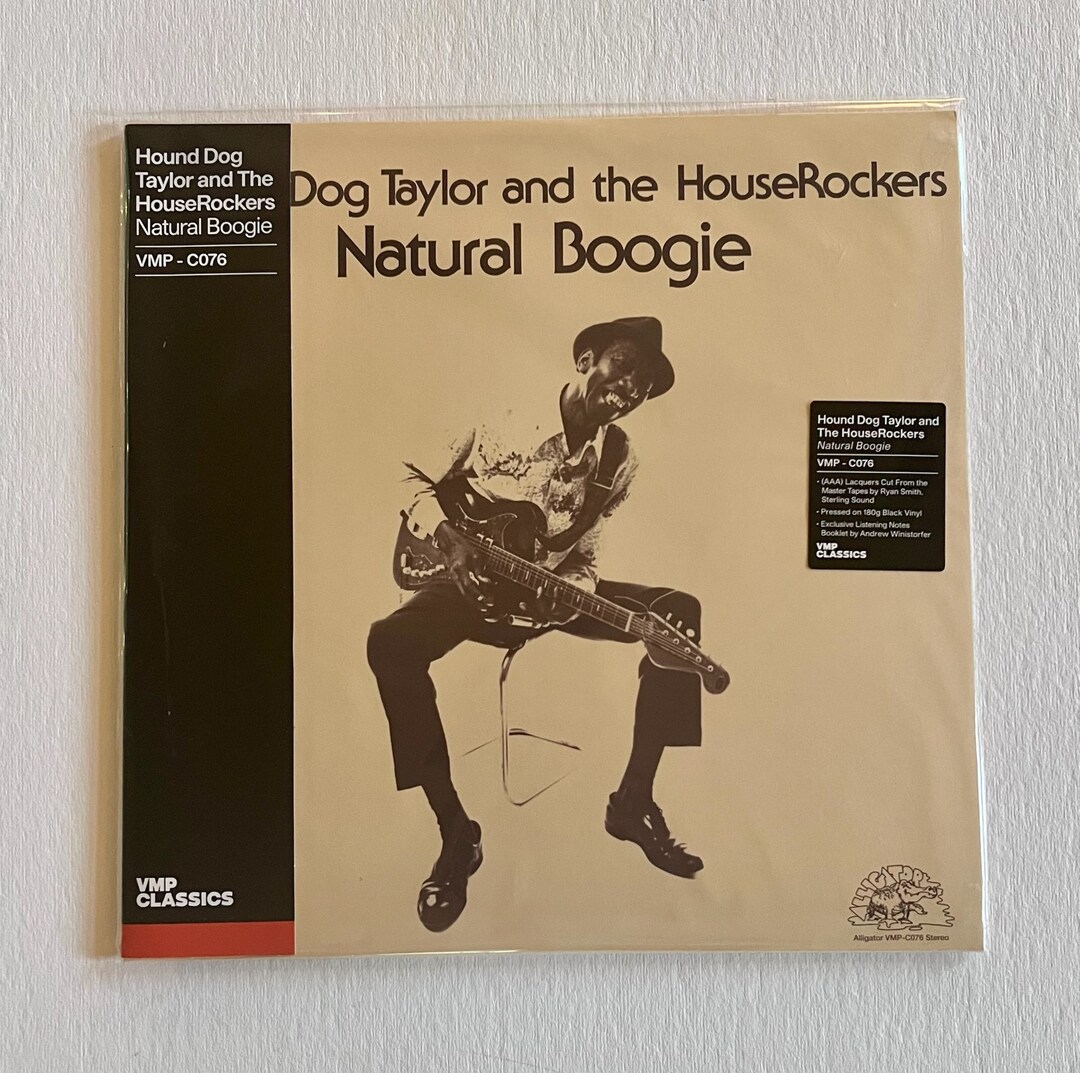 Hound Dog
Taylor and The
HouseRockers
Natural Boogie
VMP - C076
VMP
CLASSICS
Dog Taylor and the HouseRockers
Natural Boogie
Hound Dog Taylor and
The HouseRockers
Natural Boogie
VMP - C076
• (AAA) Lacquers Cut From the
Master Tapes by Ryan Smith,
Sterling Sound
• Pressed on 180g Black Vinyl
• Exclusive Listening Notes
Booklet by Andrew Winistorfer
VMP
CLASSICS
ALLIGATOR
Alligator VMP-C076 Stereo